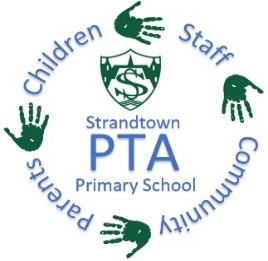 Children
Staff
Community
Parents
S
Strandtown
PTA
Primary School